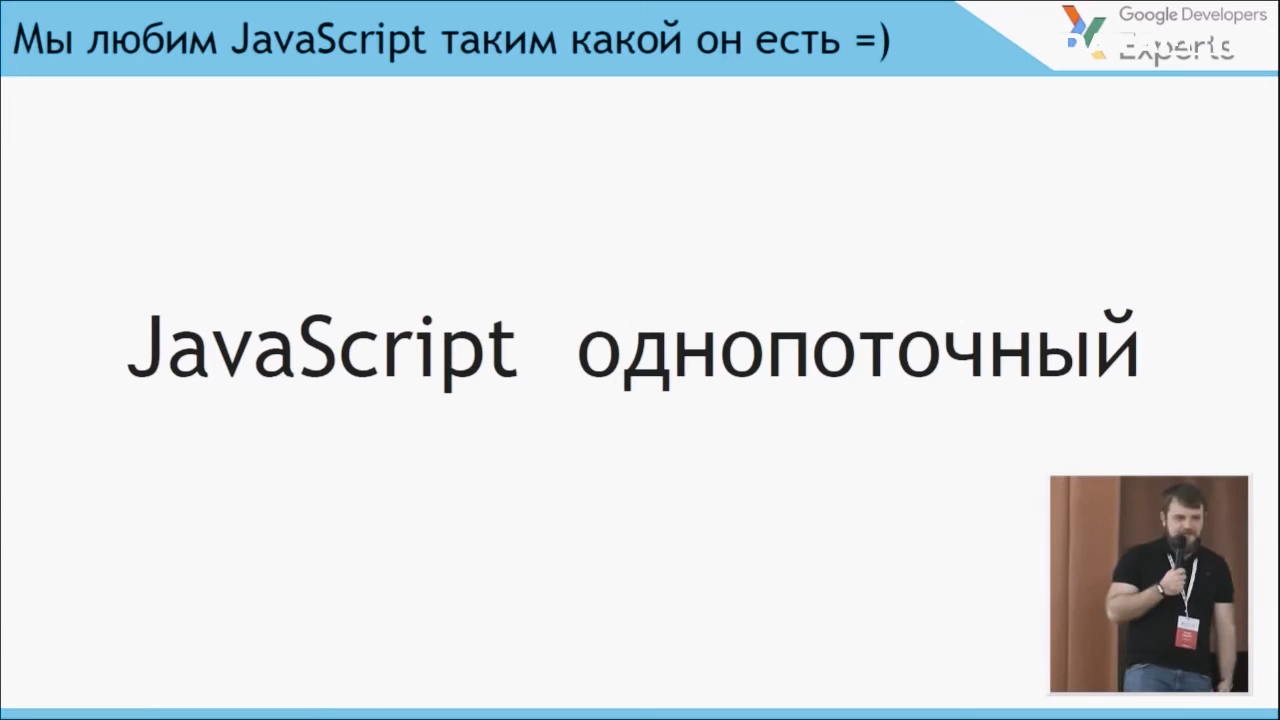 Мы любим JavaScript таким какой он есть =)
Google Developers
Experts
JavaScript однопоточный